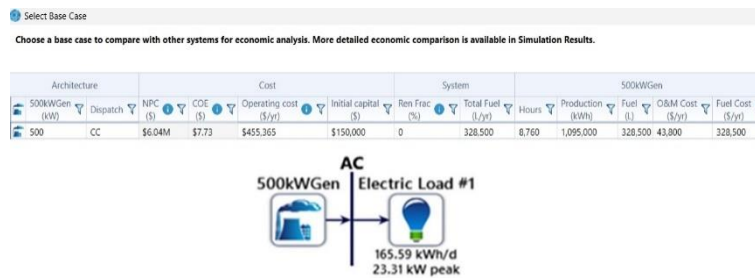 Select Base Case
Choose a base case to compare with other systems for economic analysis. More detailed economic comparison is available in Simulation Results.
Architecture Cost System 500kWGen
500kWGen (kW) Dispatch NPC ($) COE ($) Operating cost ($/yr) Initial capital ($) Ren Frac (%) Total Fuel (L/yr) Hours Production (kWh) Fuel (L) O&M Cost ($/yr) Fuel Cost ($/yr)
500 CC $6.04M $7.73 $455,365 $150,000 0 328,500 8,760 1,095,000 328,500 43,800 328,500
AC
500kWGen Electric Load #1
165.59 kWh/d
23.31 kW peak